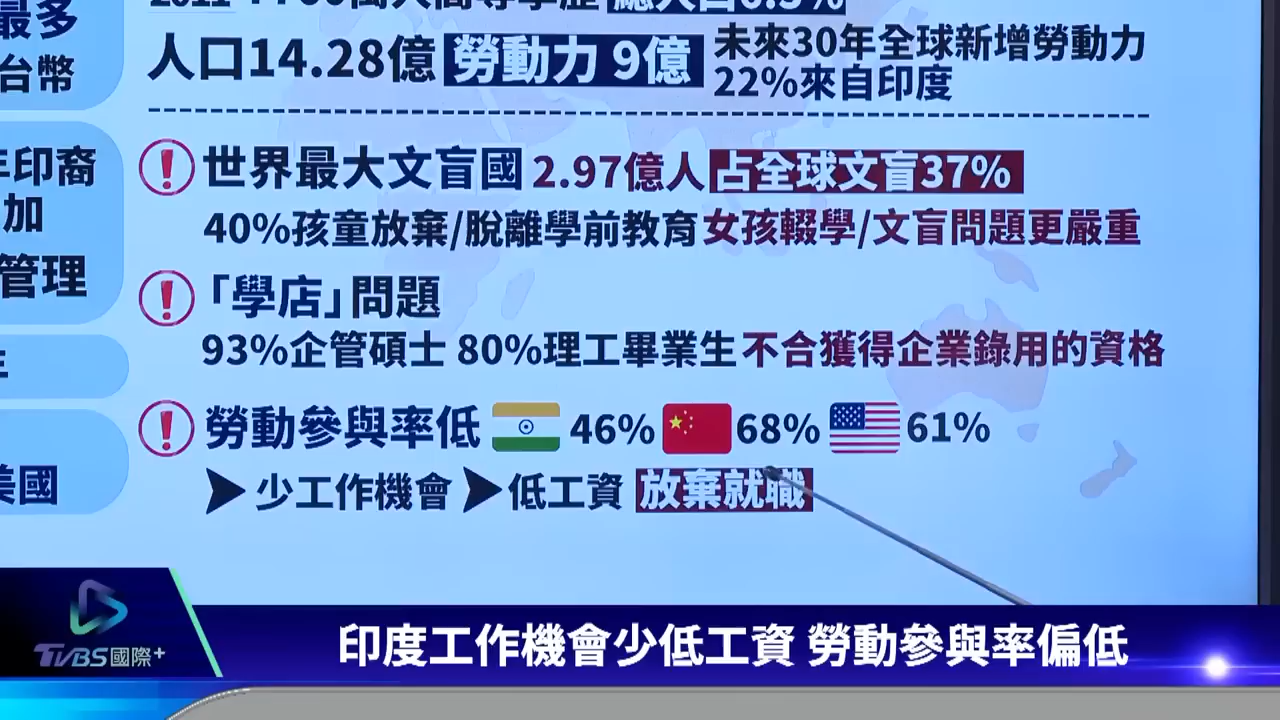 最多
台幣
印裔
加
管理
美國
人口14.28億 勞動力 9億
未來30年全球新增勞動力
22%來自印度
世界最大文盲國 2.97億人 占全球文盲37%
40%孩童放棄/脫離學前教育 女孩輟學/文盲問題更嚴重
「學店」問題
93%企管碩士 80%理工畢業生 不合獲得企業錄用的資格
勞動參與率低 46% 68% 61%
少工作機會 低工資 放棄就職
TVBS國際+
印度工作機會少低工資 勞動參與率偏低